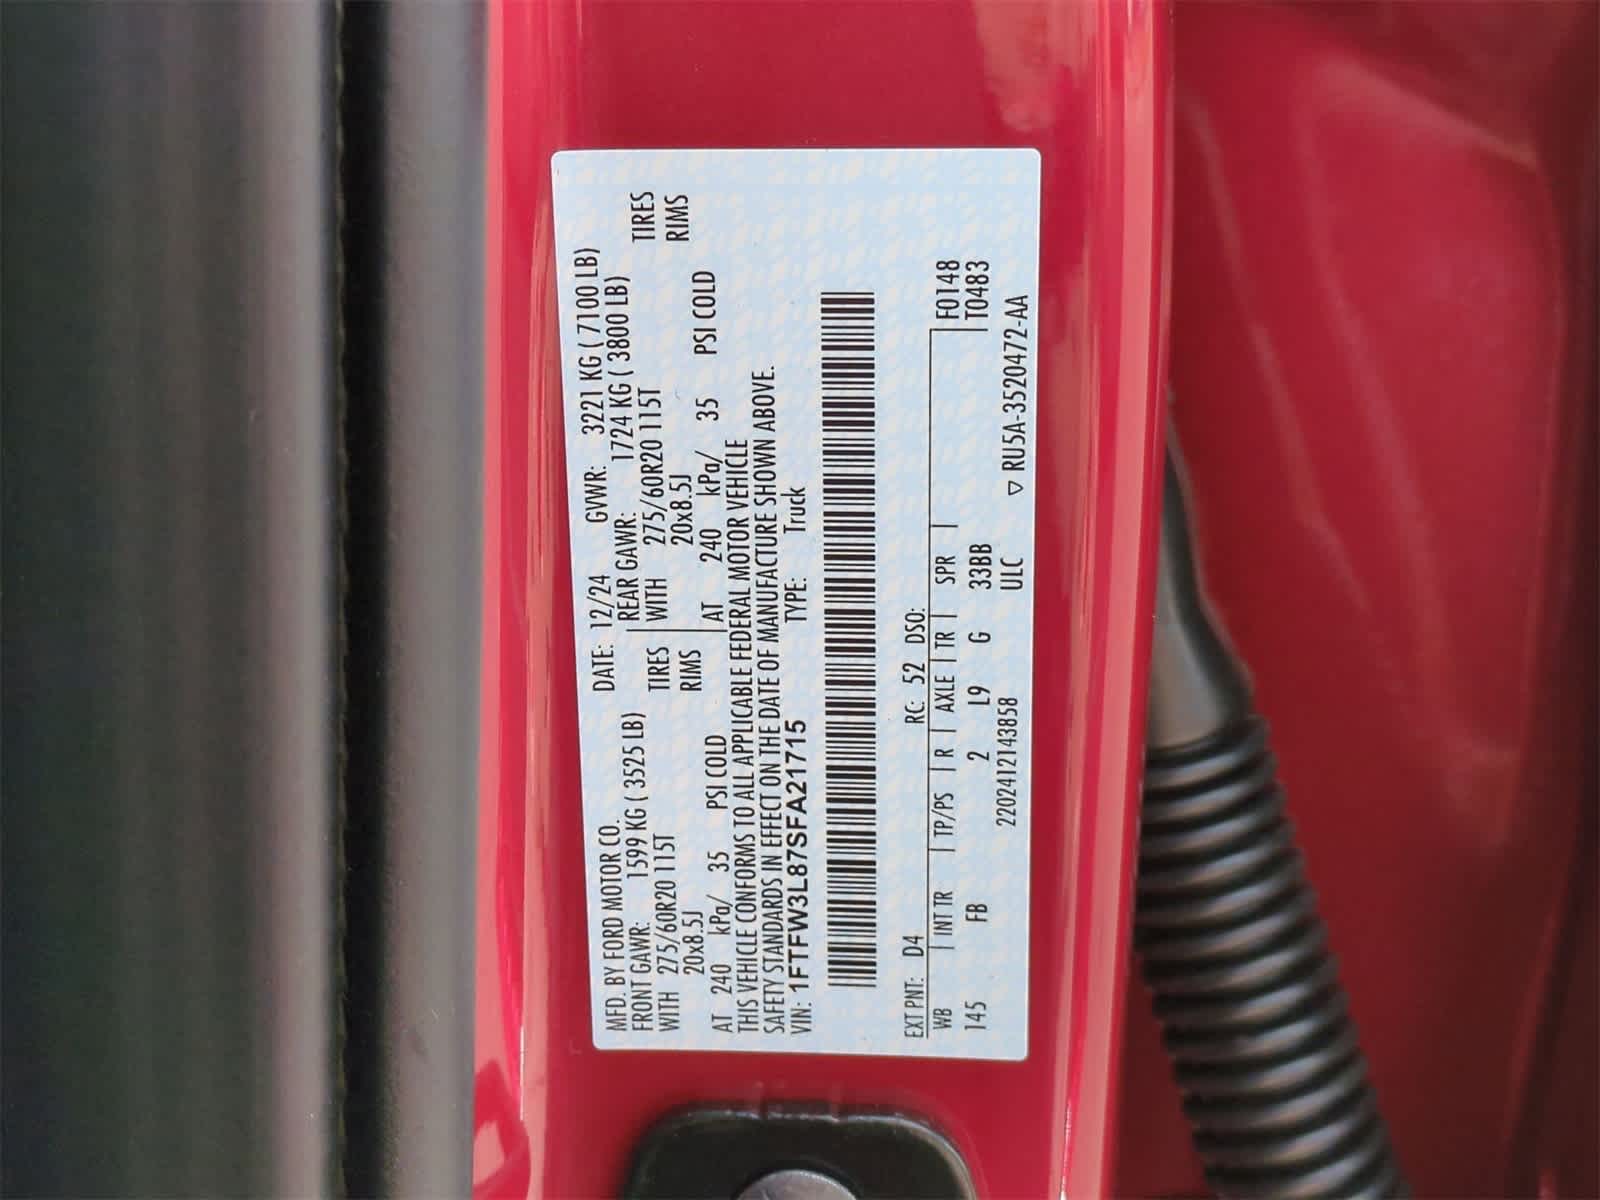 MFD. BY FORD MOTOR CO. DATE: 12/24 GVWR: 3221 KG ( 7100 LB)
FRONT GAWR: 1599 KG ( 3525 LB) REAR GAWR: 1724 KG ( 3800 LB)
WITH 275/60R20 115T TIRES WITH 275/60R20 115T TIRES
20x8.5J RIMS 20x8.5J RIMS
AT 240 kPa/ 35 PSI COLD AT 240 kPa/ 35 PSI COLD
THIS VEHICLE CONFORMS TO ALL APPLICABLE FEDERAL MOTOR VEHICLE
SAFETY STANDARDS IN EFFECT ON THE DATE OF MANUFACTURE SHOWN ABOVE.
VIN: 1FTFW3L87SFA21715 TYPE: Truck
EXT PNT: D4 RC: 52 DSO:
WB | INT TR | TP/PS | R | AXLE | TR | SPR | F0148
145 FB 2 L9 G 33BB T0483
2202412143858 ULC ▽ RU5A-3520472-AA